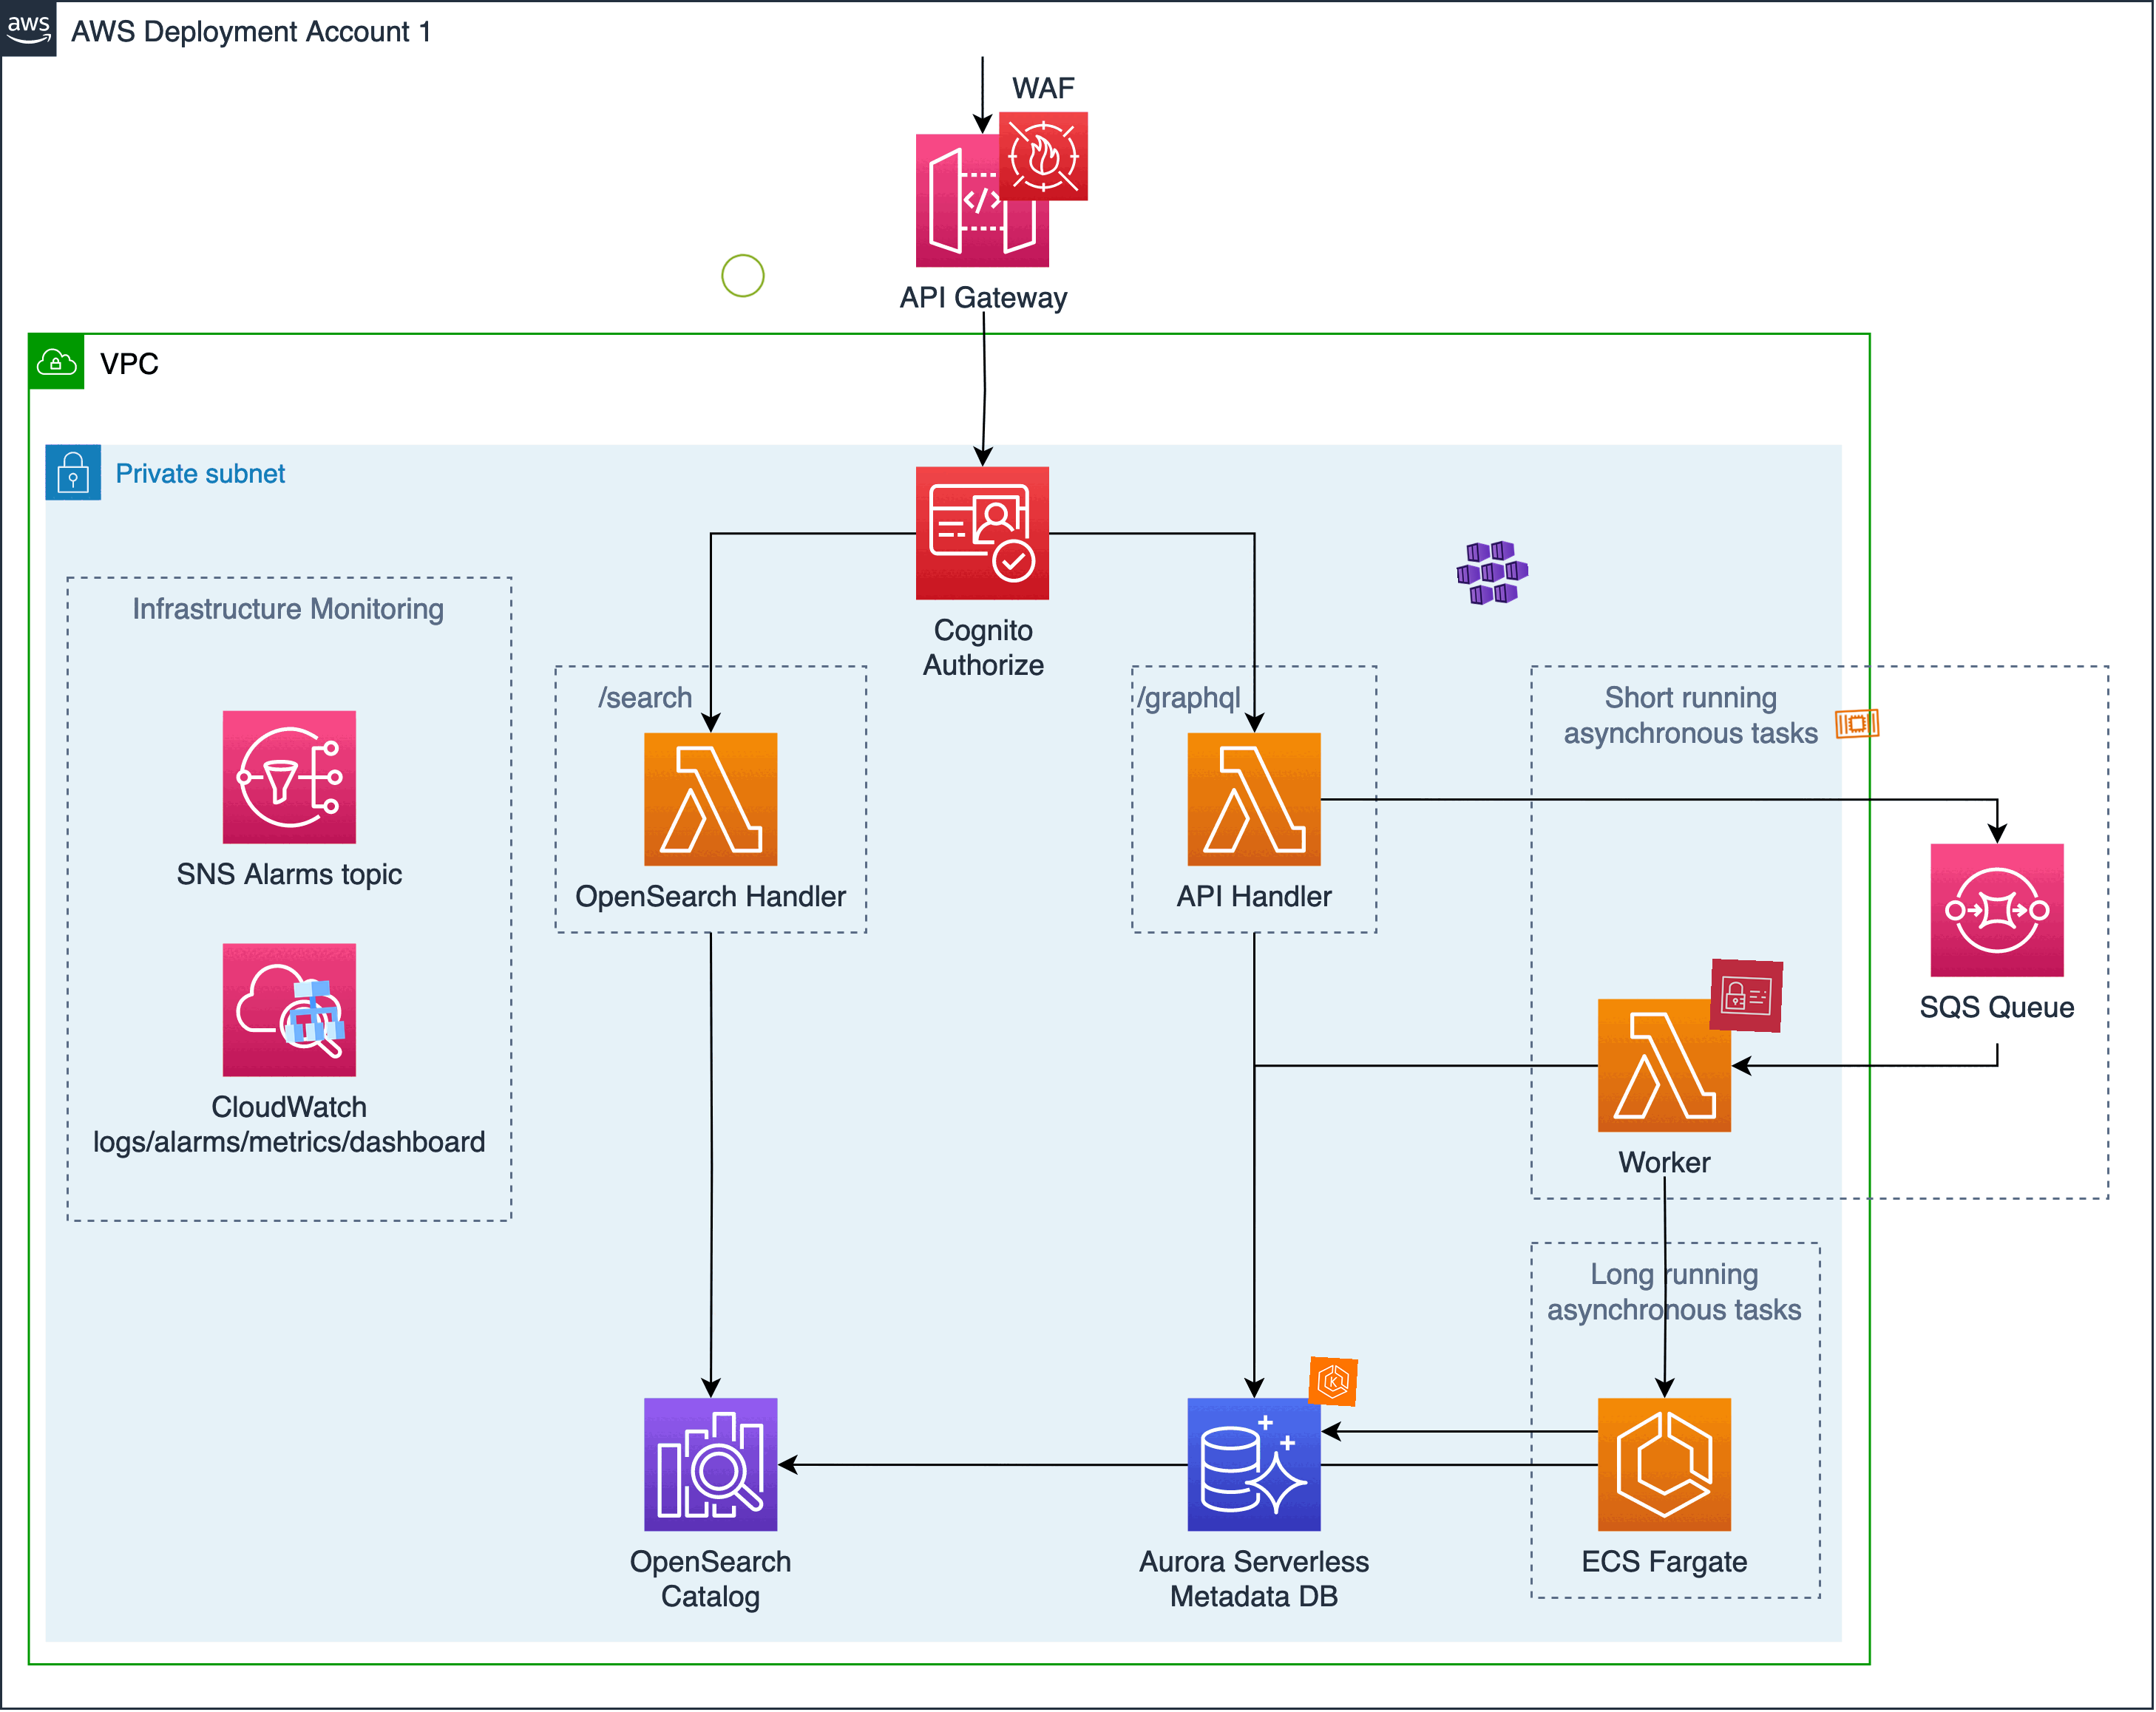 aws
AWS Deployment Account 1
WAF
API Gateway
VPC
Private subnet
Cognito
Authorize
Infrastructure Monitoring
/search
/graphql
Short running
asynchronous tasks
SNS Alarms topic
OpenSearch Handler
API Handler
SQS Queue
CloudWatch
logs/alarms/metrics/dashboard
Worker
Long running
asynchronous tasks
K
OpenSearch
Catalog
Aurora Serverless
Metadata DB
ECS Fargate